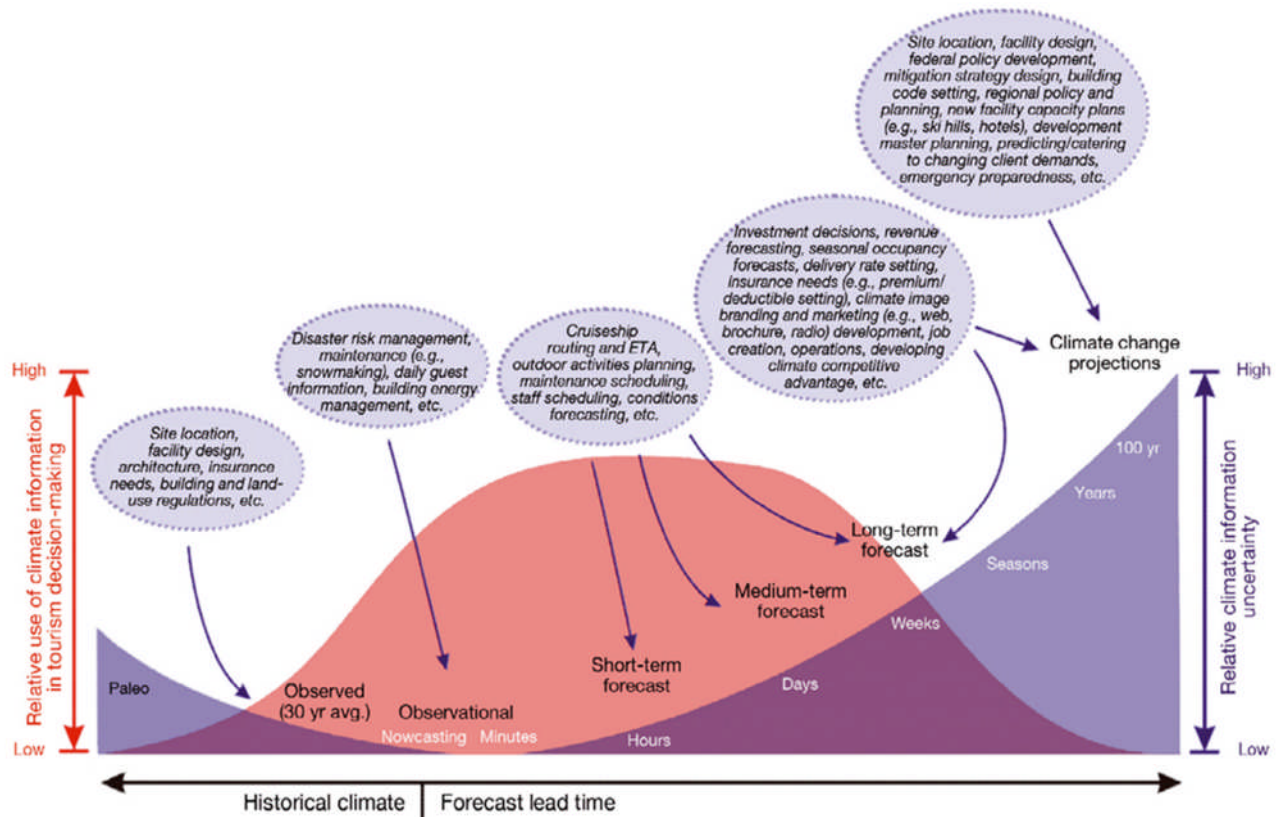 Site location, facility design,
federal policy development,
mitigation strategy design, building
code setting, regional policy and
planning, new facility capacity plans
(e.g., ski hills, hotels), development
master planning, predicting/catering
to changing client demands,
emergency preparedness, etc.
Investment decisions, revenue
forecasting, seasonal occupancy
forecasts, delivery rate setting,
insurance needs (e.g., premium/
deductible setting), climate image
branding and marketing (e.g., web,
brochure, radio) development, job
creation, operations, developing
climate competitive
advantage, etc.
Disaster risk management,
maintenance (e.g.,
snowmaking), daily guest
information, building energy
management, etc.
Cruiseship
routing and ETA,
outdoor activities planning,
maintenance scheduling,
staff scheduling, conditions
forecasting, etc.
Site location,
facility design,
architecture, insurance
needs, building and land-
use regulations, etc.
Climate change
projections
High
High
Relative use of climate information
in tourism decision-making
Relative climate information
uncertainty
100 yr
Years
Long-term
forecast
Seasons
Medium-term
forecast
Weeks
Short-term
forecast
Days
Paleo
Observed
(30 yr avg.)
Observational
Nowcasting
Minutes
Hours
Low
Low
Historical climate
Forecast lead time